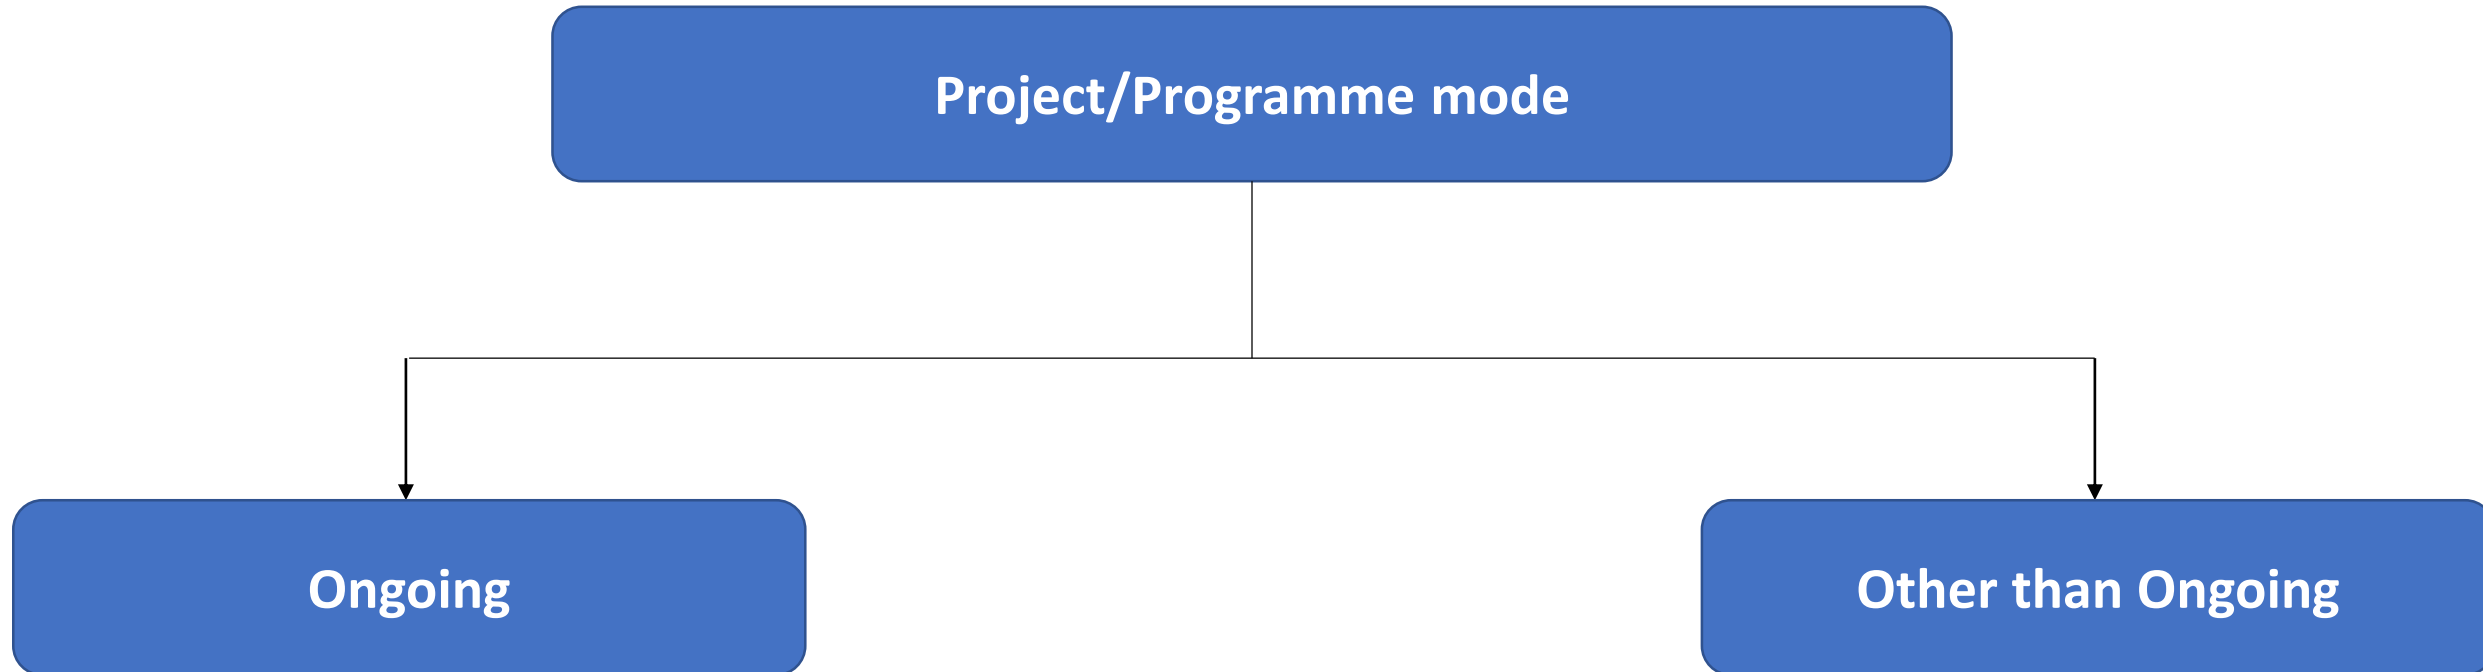 Project/Programme mode
Ongoing
Other than Ongoing